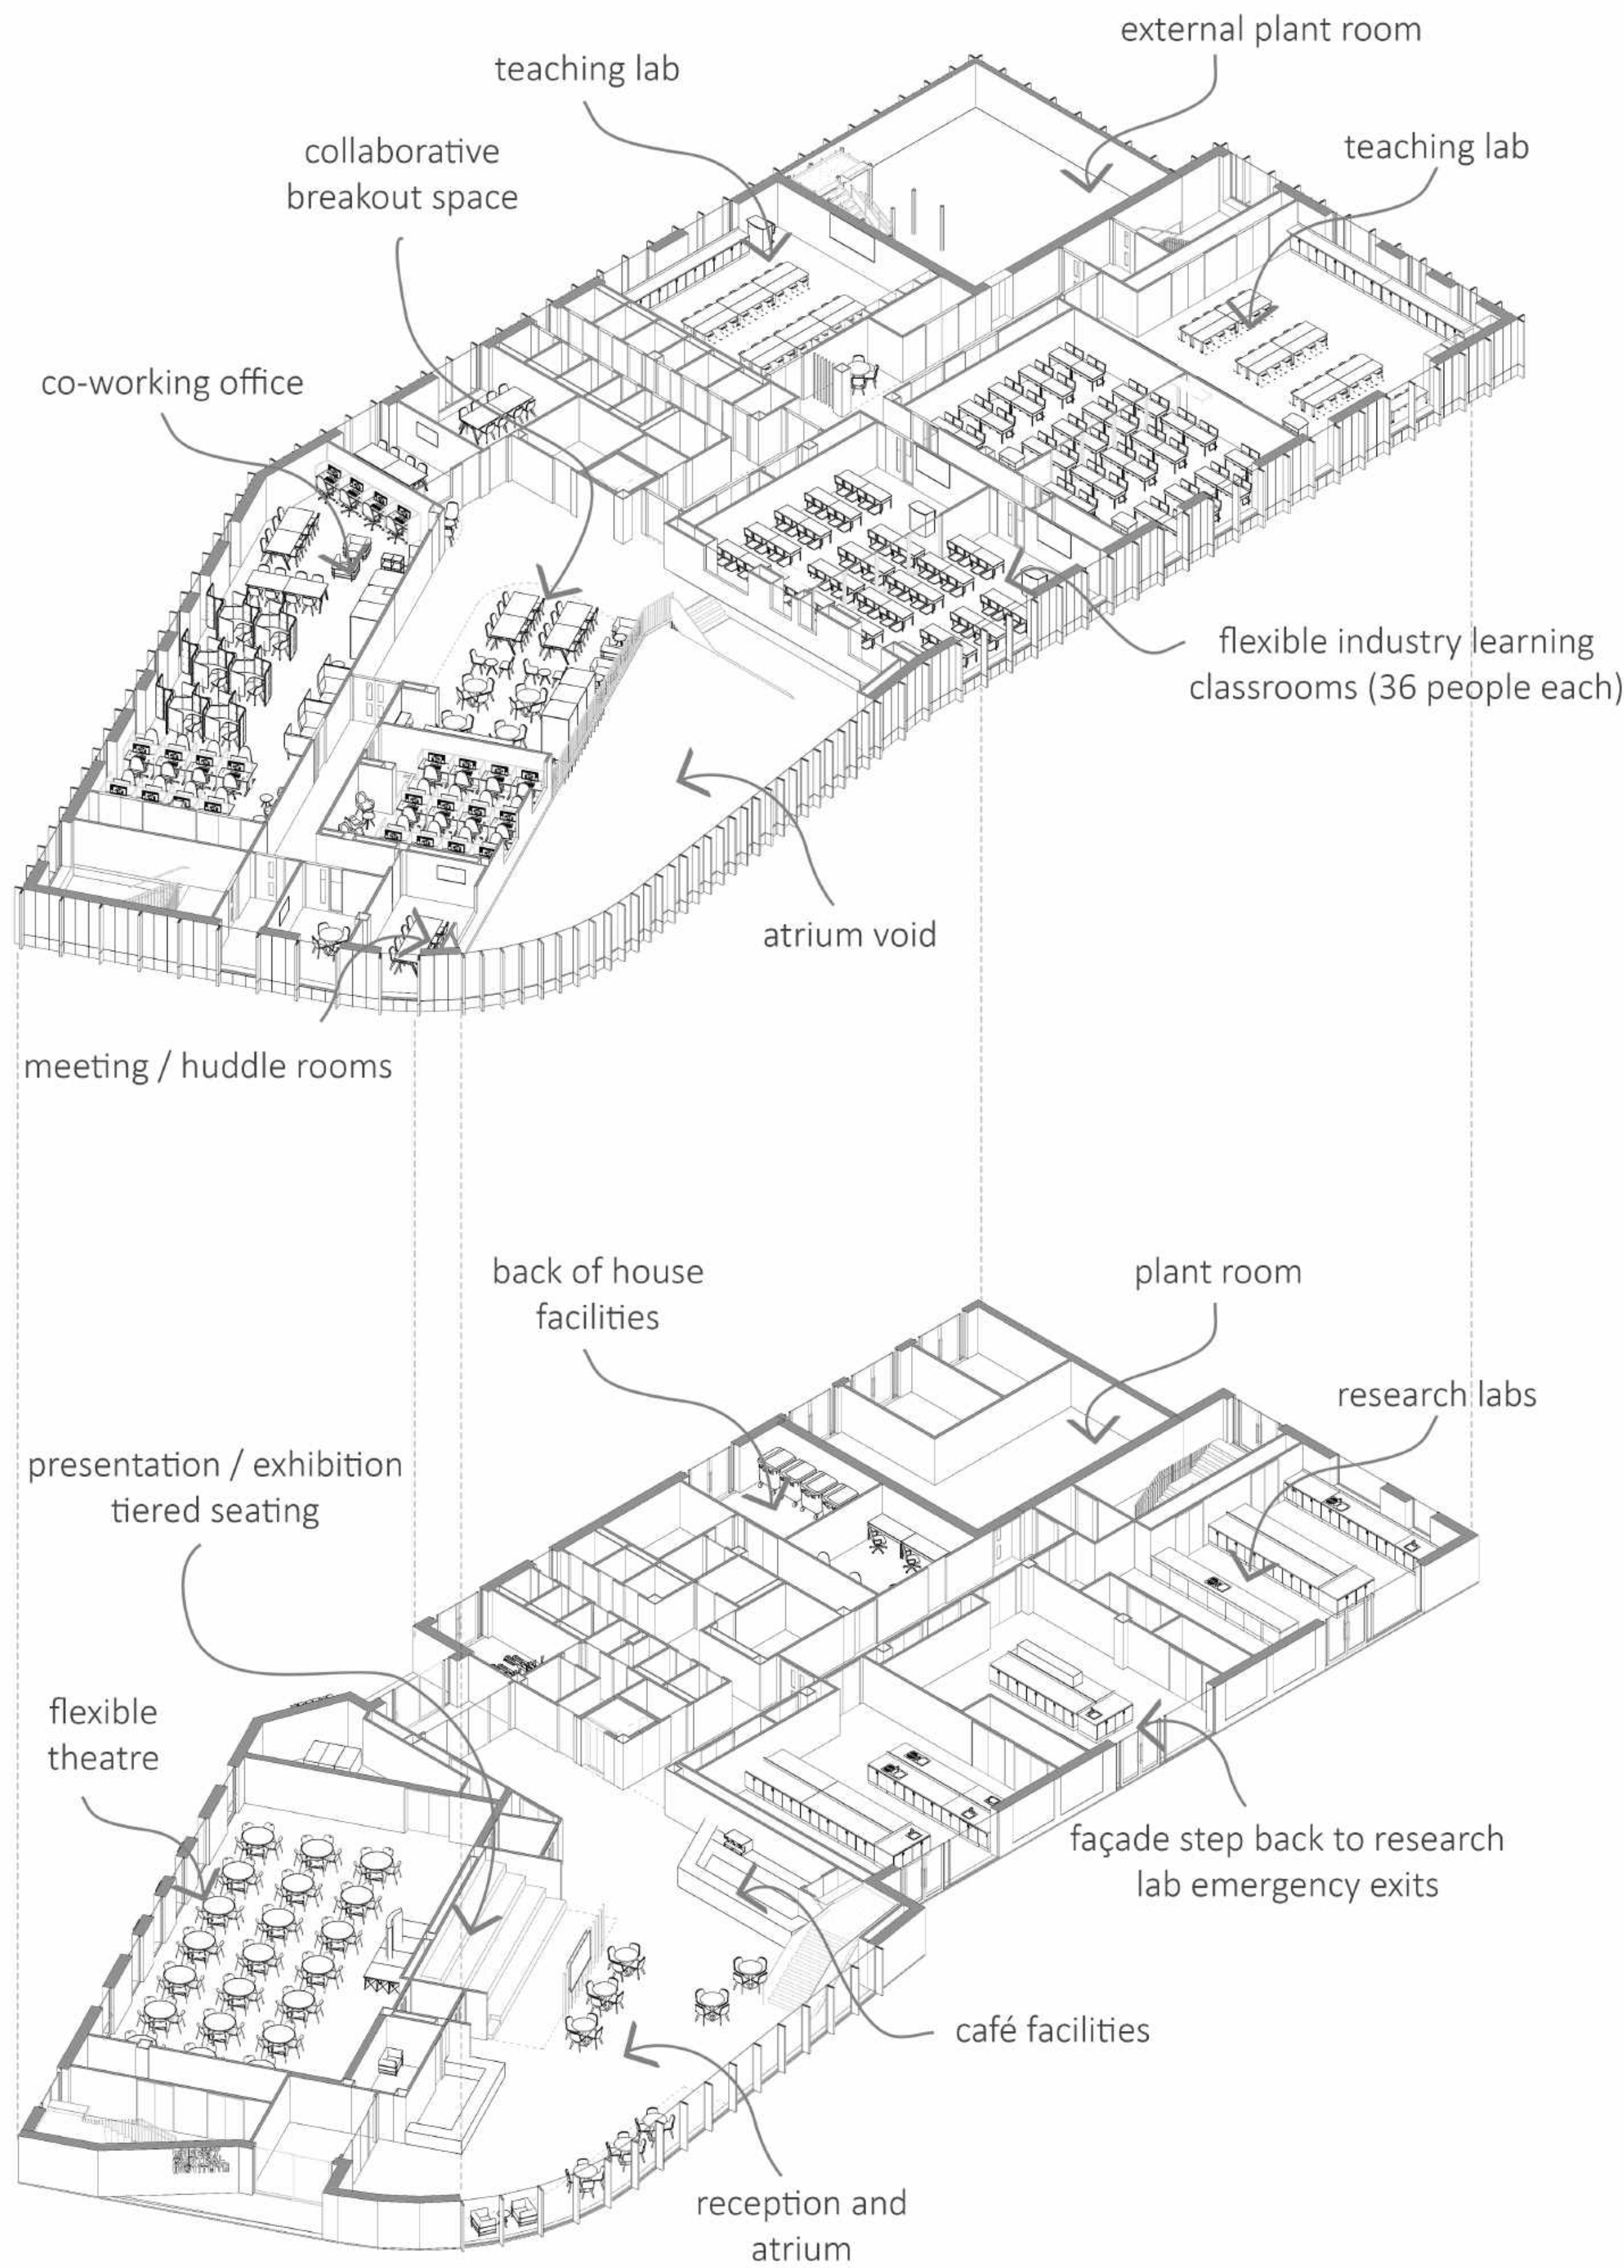 external plant room
teaching lab
teaching lab
collaborative
breakout space
co-working office
flexible industry learning
classrooms (36 people each)
atrium void
meeting / huddle rooms
back of house
facilities
plant room
research labs
presentation / exhibition
tiered seating
flexible
theatre
façade step back to research
lab emergency exits
café facilities
reception and
atrium